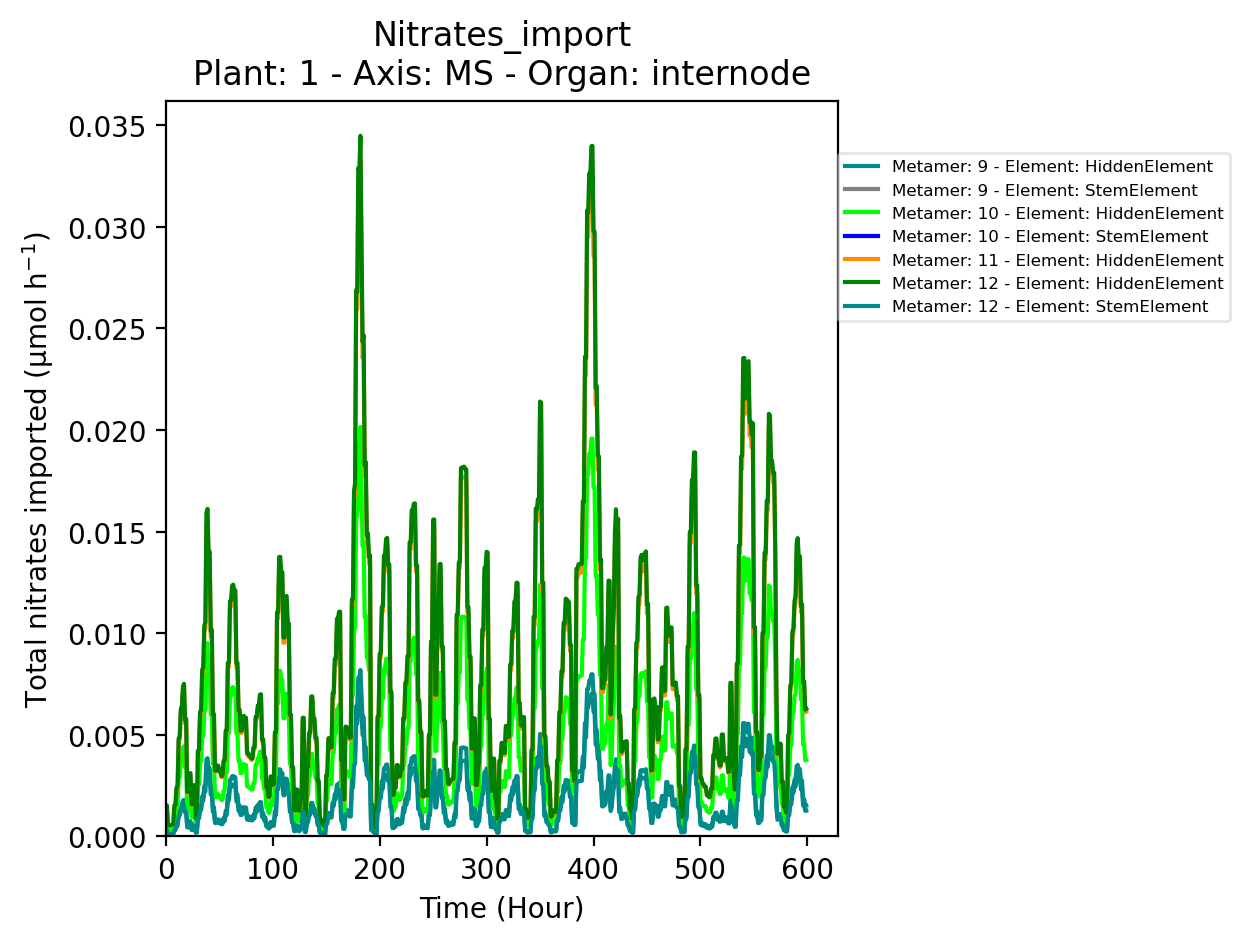 Nitrates_import
Plant: 1 - Axis: MS - Organ: internode
Total nitrates imported (µmol h⁻¹)
0.035
0.030
0.025
0.020
0.015
0.010
0.005
0.000
0 100 200 300 400 500 600
Time (Hour)
Metamer: 9 - Element: HiddenElement
Metamer: 9 - Element: StemElement
Metamer: 10 - Element: HiddenElement
Metamer: 10 - Element: StemElement
Metamer: 11 - Element: HiddenElement
Metamer: 12 - Element: HiddenElement
Metamer: 12 - Element: StemElement